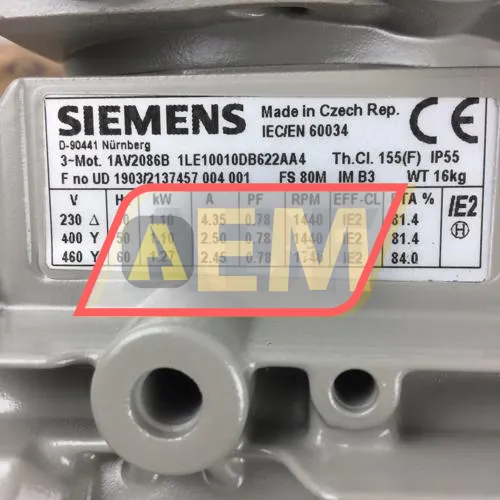 SIEMENS
Made in Czech Rep.
IEC/EN 60034
CE
D-90441 Nürnberg
3~Mot. 1AV2086B 1LE10010DB622AA4 Th.Cl. 155(F) IP55
F no UD 1903/2137457 004 001 FS 80M IM B3 WT 16kg
V kW A PF RPM EFF-CL %
230 Δ 4.35 0.78 1440 IE2 81.4
400 Y 50 2.50 0.78 1440 IE2 81.4
460 Y 60 2.45 0.78 IE2 84.0
IE2
H
AEM